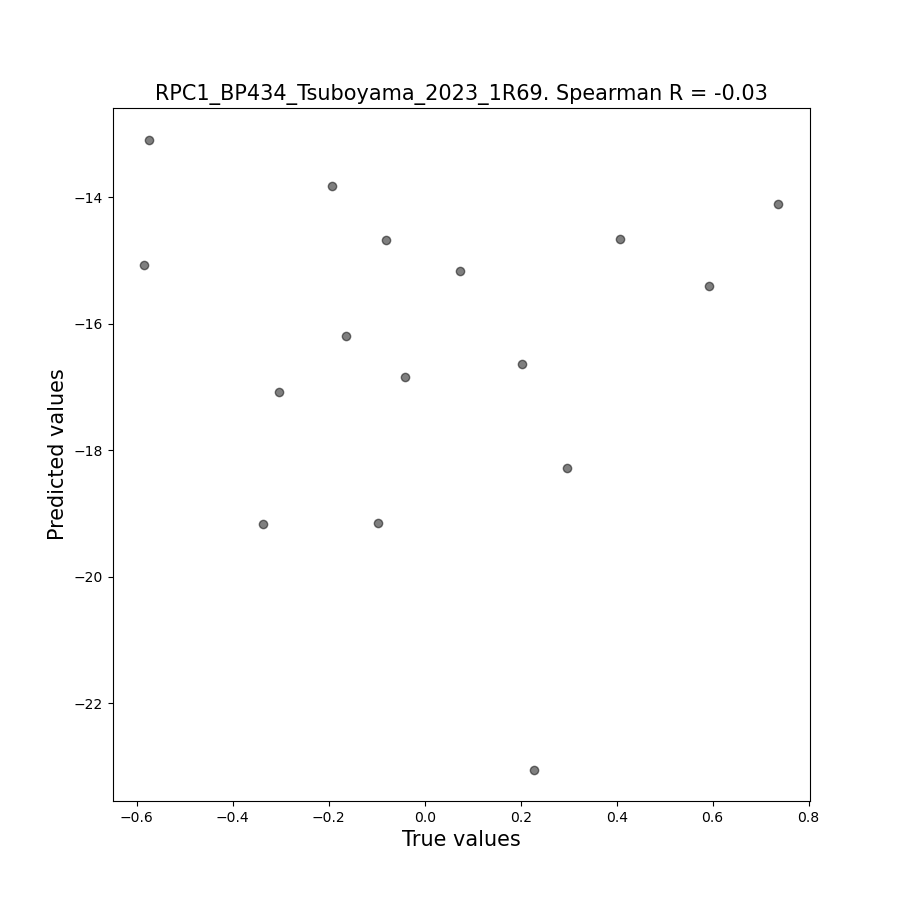 RPC1_BP434_Tsuboyama_2023_1R69. Spearman R = -0.03
Predicted values
−14
−16
−18
−20
−22
−0.6 −0.4 −0.2 0.0 0.2 0.4 0.6 0.8
True values